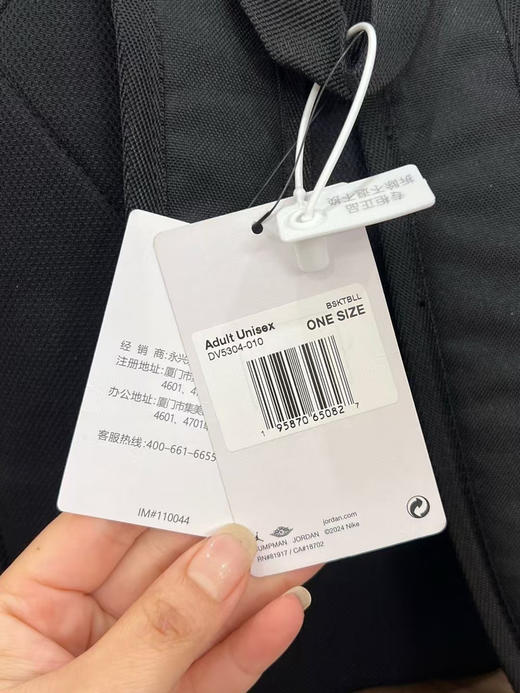 专柜正品
拆除不退不换
BSKTBLL
Adult Unisex
ONE SIZE
DV5304-010
1 95870 65082 7
jordan.com
JUMPMAN JORDAN ©2024 Nike
RN#81917 / CA#18702
经 销 商:永兴
注册地址:厦门市集
4601、4
办公地址:厦门市集美
4601、4701
客服热线:400-661-6655
IM#110044